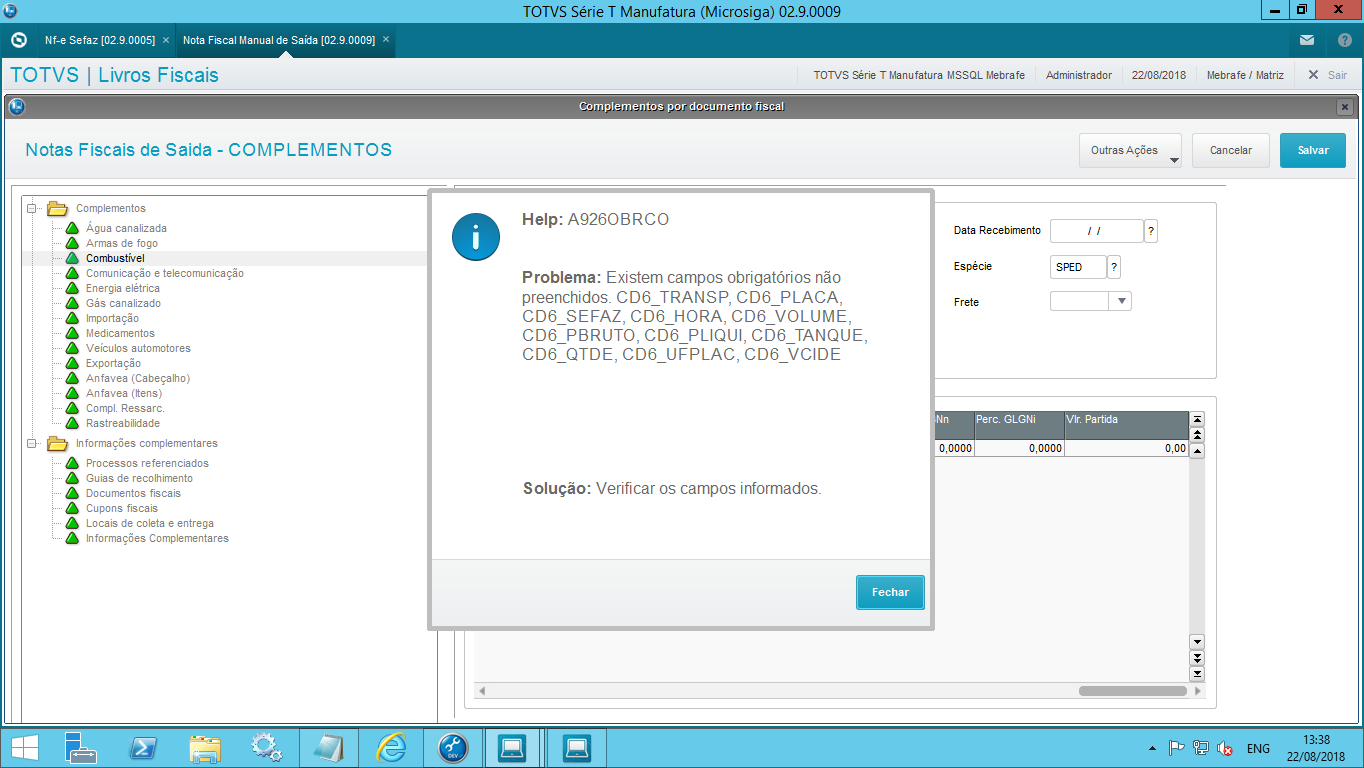 TOTVS Série T Manufatura (Microsiga) 02.9.0009
Nf-e Sefaz [02.9.0005] ×
Nota Fiscal Manual de Saída [02.9.0009] ×
TOTVS | Livros Fiscais
TOTVS Série T Manufatura MSSQL Mebrafe
Administrador
22/08/2018
Mebrafe / Matriz
Sair
Complementos por documento fiscal
Notas Fiscais de Saida - COMPLEMENTOS
Outras Ações
Cancelar
Salvar
Complementos
Água canalizada
Armas de fogo
Combustível
Comunicação e telecomunicação
Energia elétrica
Gás canalizado
Importação
Medicamentos
Veículos automotores
Exportação
Anfavea (Cabeçalho)
Anfavea (Itens)
Compl. Ressarc.
Rastreabilidade
Informações complementares
Processos referenciados
Guias de recolhimento
Documentos fiscais
Cupons fiscais
Locais de coleta e entrega
Informações Complementares
Help: A926OBRCO
Problema: Existem campos obrigatórios não
preenchidos. CD6_TRANSP, CD6_PLACA,
CD6_SEFAZ, CD6_HORA, CD6_VOLUME,
CD6_PBRUTO, CD6_PLIQUI, CD6_TANQUE,
CD6_QTDE, CD6_UFPLAC, CD6_VCIDE
Solução: Verificar os campos informados.
Fechar
Data Recebimento / / ?
Espécie SPED ?
Frete
Nn Perc. GLGNi Vlr. Partida
0,0000 0,0000 0,00
DEV
ENG
13:38
22/08/2018